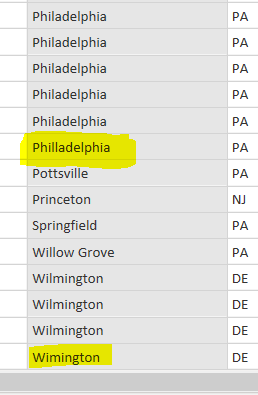 Philadelphia PA
Philadelphia PA
Philadelphia PA
Philadelphia PA
Philadelphia PA
Philladelphia PA
Pottsville PA
Princeton NJ
Springfield PA
Willow Grove PA
Wilmington DE
Wilmington DE
Wilmington DE
Wimington DE